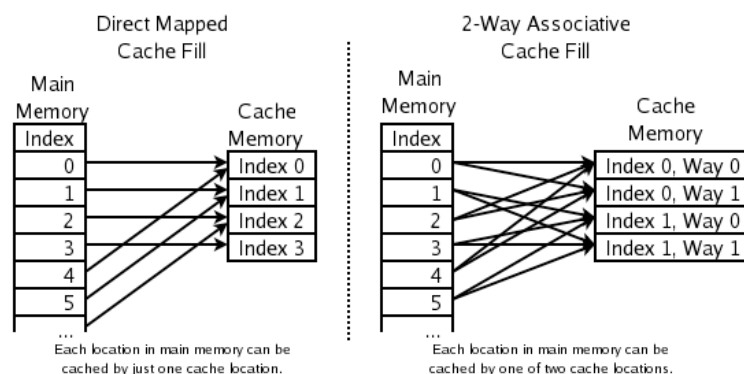 Direct Mapped
Cache Fill
Main
Memory
Index
0
1
2
3
4
5
...
Cache
Memory
Index 0
Index 1
Index 2
Index 3
Each location in main memory can be
cached by just one cache location.
2-Way Associative
Cache Fill
Main
Memory
Index
0
1
2
3
4
5
...
Cache
Memory
Index 0, Way 0
Index 0, Way 1
Index 1, Way 0
Index 1, Way 1
Each location in main memory can be
cached by one of two cache locations.